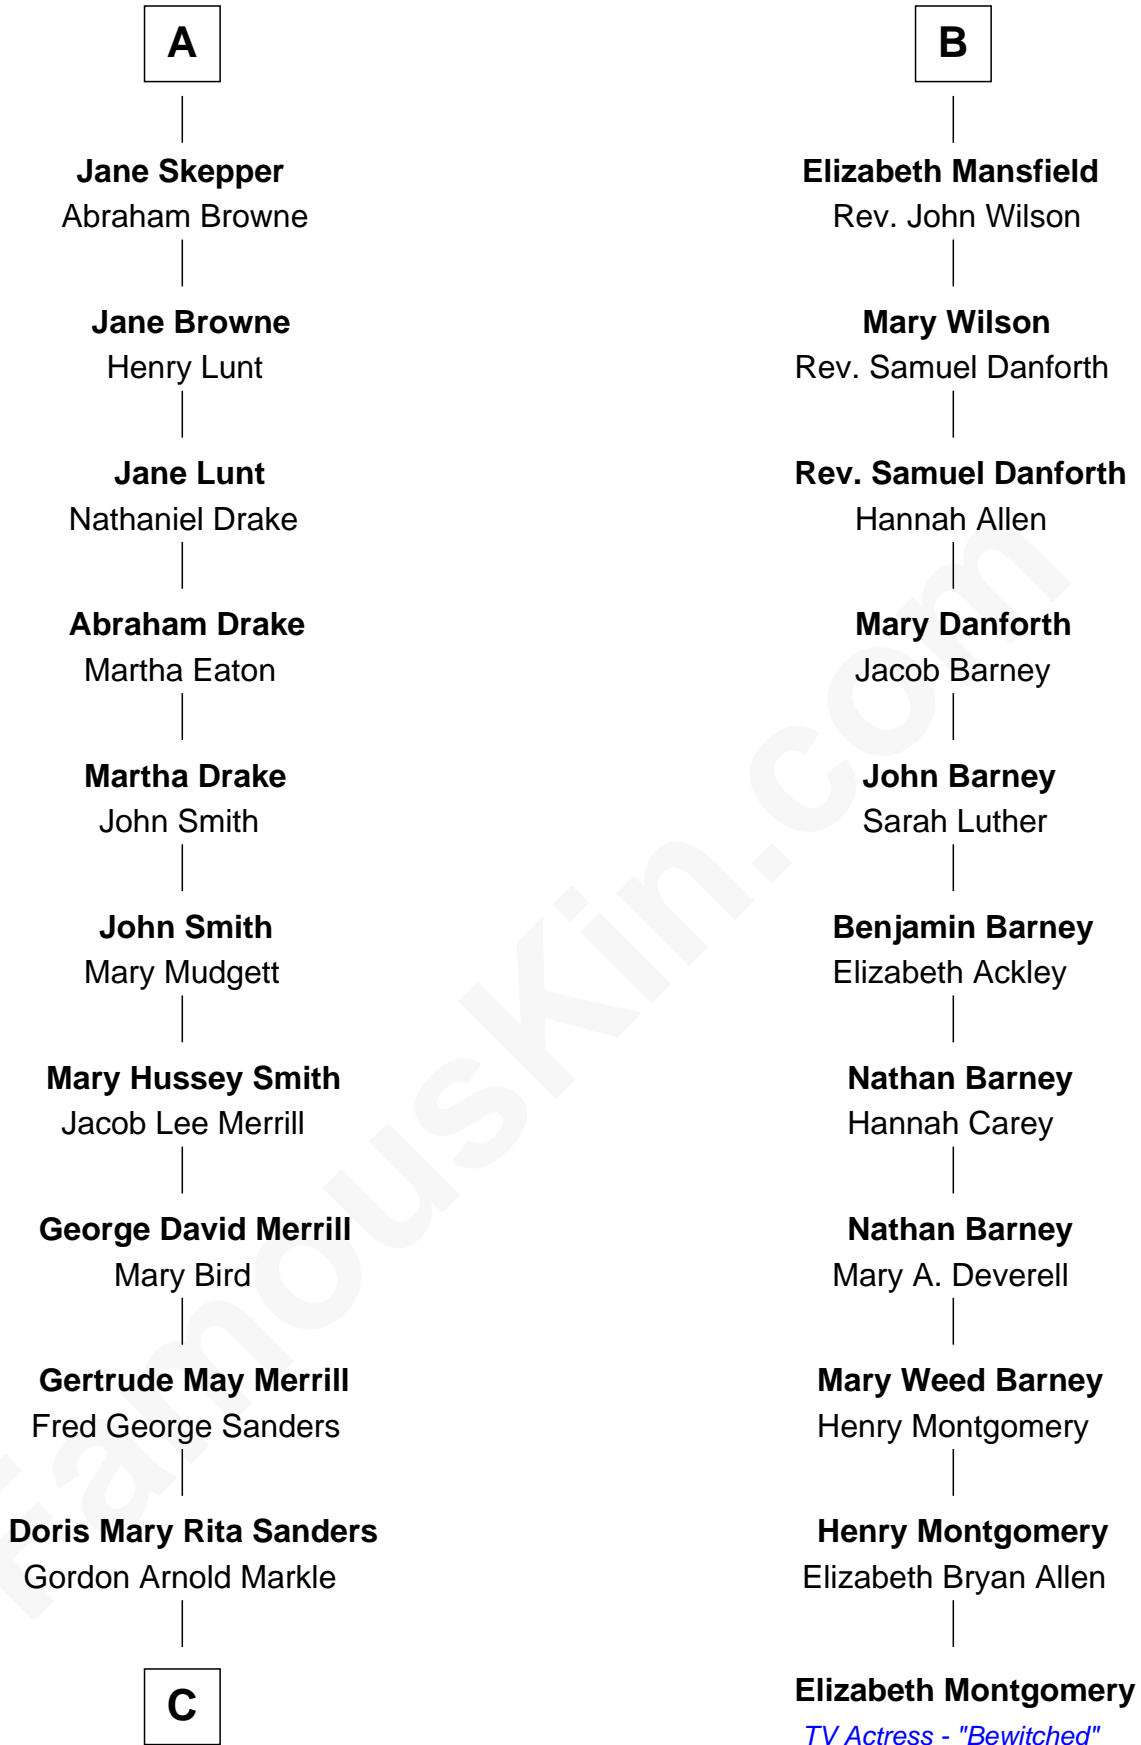 A
Jane Skepper
Abraham Browne
Jane Browne
Henry Lunt
Jane Lunt
Nathaniel Drake
Abraham Drake
Martha Eaton
Martha Drake
John Smith
John Smith
Mary Mudgett
Mary Hussey Smith
Jacob Lee Merrill
George David Merrill
Mary Bird
Gertrude May Merrill
Fred George Sanders
Doris Mary Rita Sanders
Gordon Arnold Markle
C
B
Elizabeth Mansfield
Rev. John Wilson
Mary Wilson
Rev. Samuel Danforth
Rev. Samuel Danforth
Hannah Allen
Mary Danforth
Jacob Barney
John Barney
Sarah Luther
Benjamin Barney
Elizabeth Ackley
Nathan Barney
Hannah Carey
Nathan Barney
Mary A. Deverell
Mary Weed Barney
Henry Montgomery
Henry Montgomery
Elizabeth Bryan Allen
Elizabeth Montgomery
TV Actress - "Bewitched"
FamousKin.com